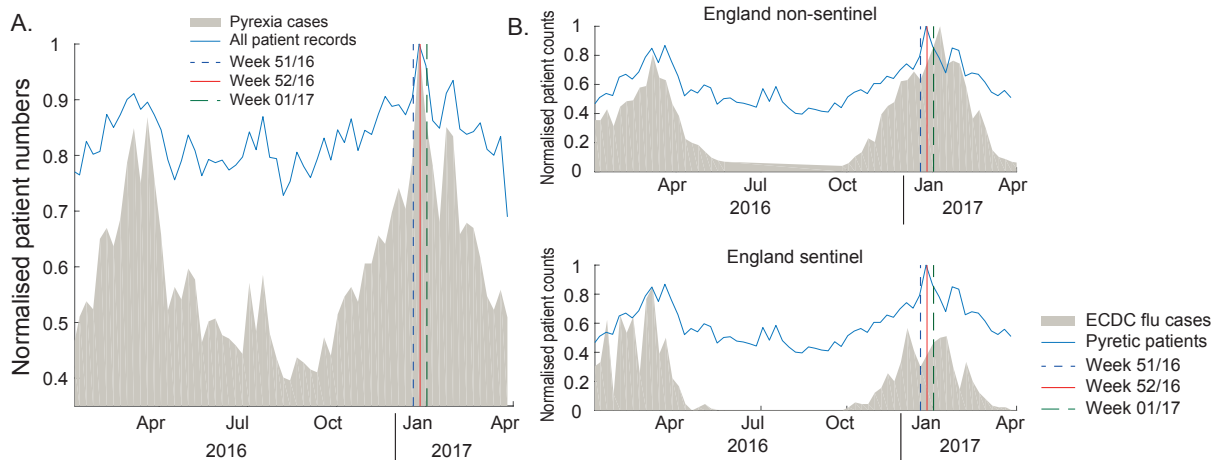 A.
Pyrexia cases
All patient records
Week 51/16
Week 52/16
Week 01/17
Normalised patient numbers
1
0.9
0.8
0.7
0.6
0.5
0.4
Apr
Jul
Oct
Jan
Apr
2016
2017
B.
England non-sentinel
Normalised patient counts
1
0.8
0.6
0.4
0.2
0
Apr
Jul
Oct
Jan
Apr
2016
2017
England sentinel
Normalised patient counts
1
0.8
0.6
0.4
0.2
0
Apr
Jul
Oct
Jan
Apr
2016
2017
ECDC flu cases
Pyretic patients
Week 51/16
Week 52/16
Week 01/17